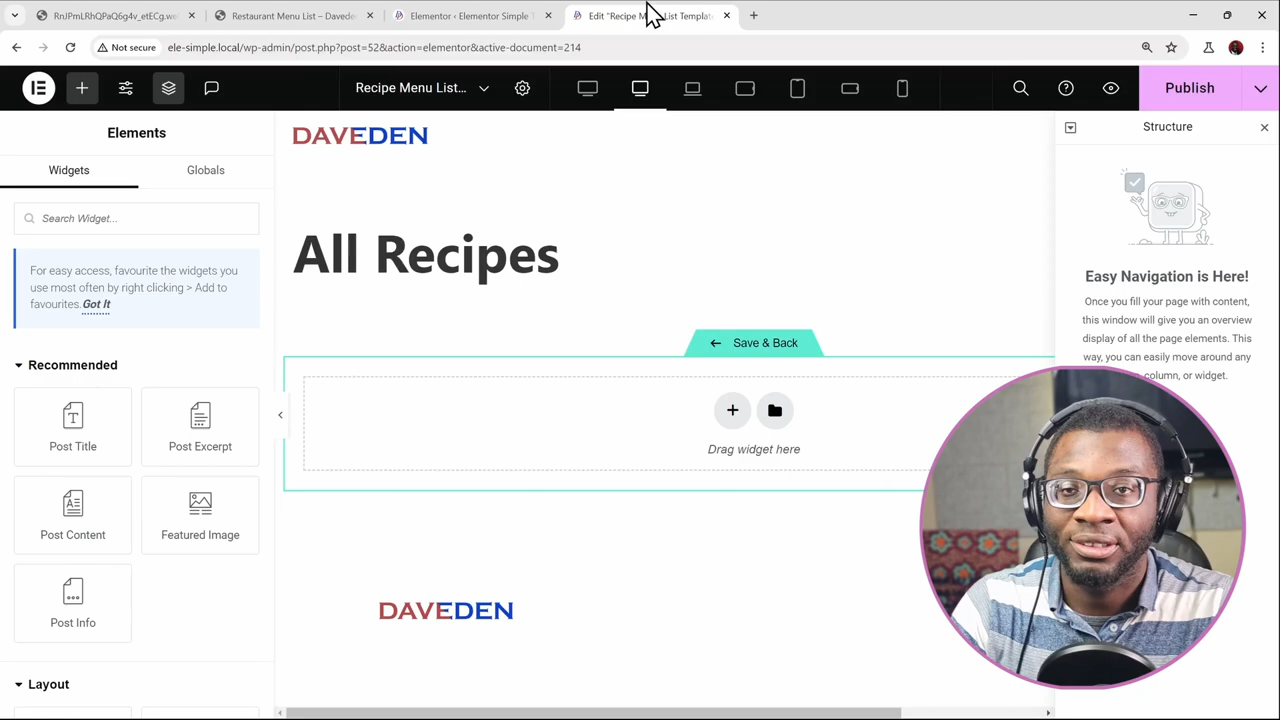 RnJPmLRhQPaQ6g4v_etECg.we
Restaurant Menu List – Davede
Elementor ‹ Elementor Simple T
Edit "Recipe M List Templat
Not secure
ele-simple.local/wp-admin/post.php?post=52&action=elementor&active-document=214
Recipe Menu List...
Publish
Elements
Widgets
Globals
Search Widget...
For easy access, favourite the widgets you
use most often by right clicking > Add to
favourites. Got It
Recommended
Post Title
Post Excerpt
Post Content
Featured Image
Post Info
Layout
DAVEDEN
All Recipes
Save & Back
Drag widget here
DAVEDEN
Structure
Easy Navigation is Here!
Once you fill your page with content,
this window will give you an overview
display of all the page elements. This
way, you can easily move around any
column, or widget.